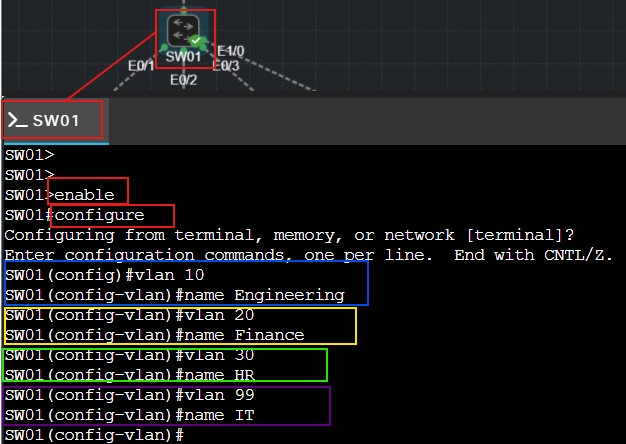 SW01
E1/0
E0/1
E0/3
E0/2
>_ SW01
SW01>
SW01>
SW01>enable
SW01#configure
Configuring from terminal, memory, or network [terminal]?
Enter configuration commands, one per line.  End with CNTL/Z.
SW01(config)#vlan 10
SW01(config-vlan)#name Engineering
SW01(config-vlan)#vlan 20
SW01(config-vlan)#name Finance
SW01(config-vlan)#vlan 30
SW01(config-vlan)#name HR
SW01(config-vlan)#vlan 99
SW01(config-vlan)#name IT
SW01(config-vlan)#